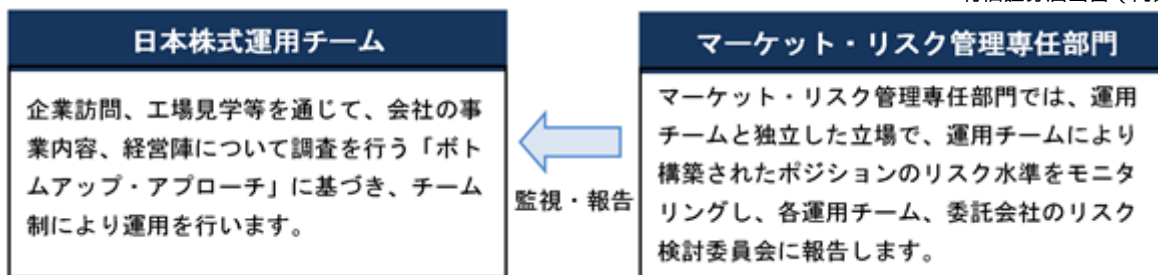 日本株式運用チーム
企業訪問、工場見学等を通じて、会社の事
業内容、経営陣について調査を行う「ボト
ムアップ・アプローチ」に基づき、チーム
制により運用を行います。
監視・報告
マーケット・リスク管理専任部門
マーケット・リスク管理専任部門では、運用
チームと独立した立場で、運用チームにより
構築されたポジションのリスク水準をモニタ
リングし、各運用チーム、委託会社のリスク
検討委員会に報告します。